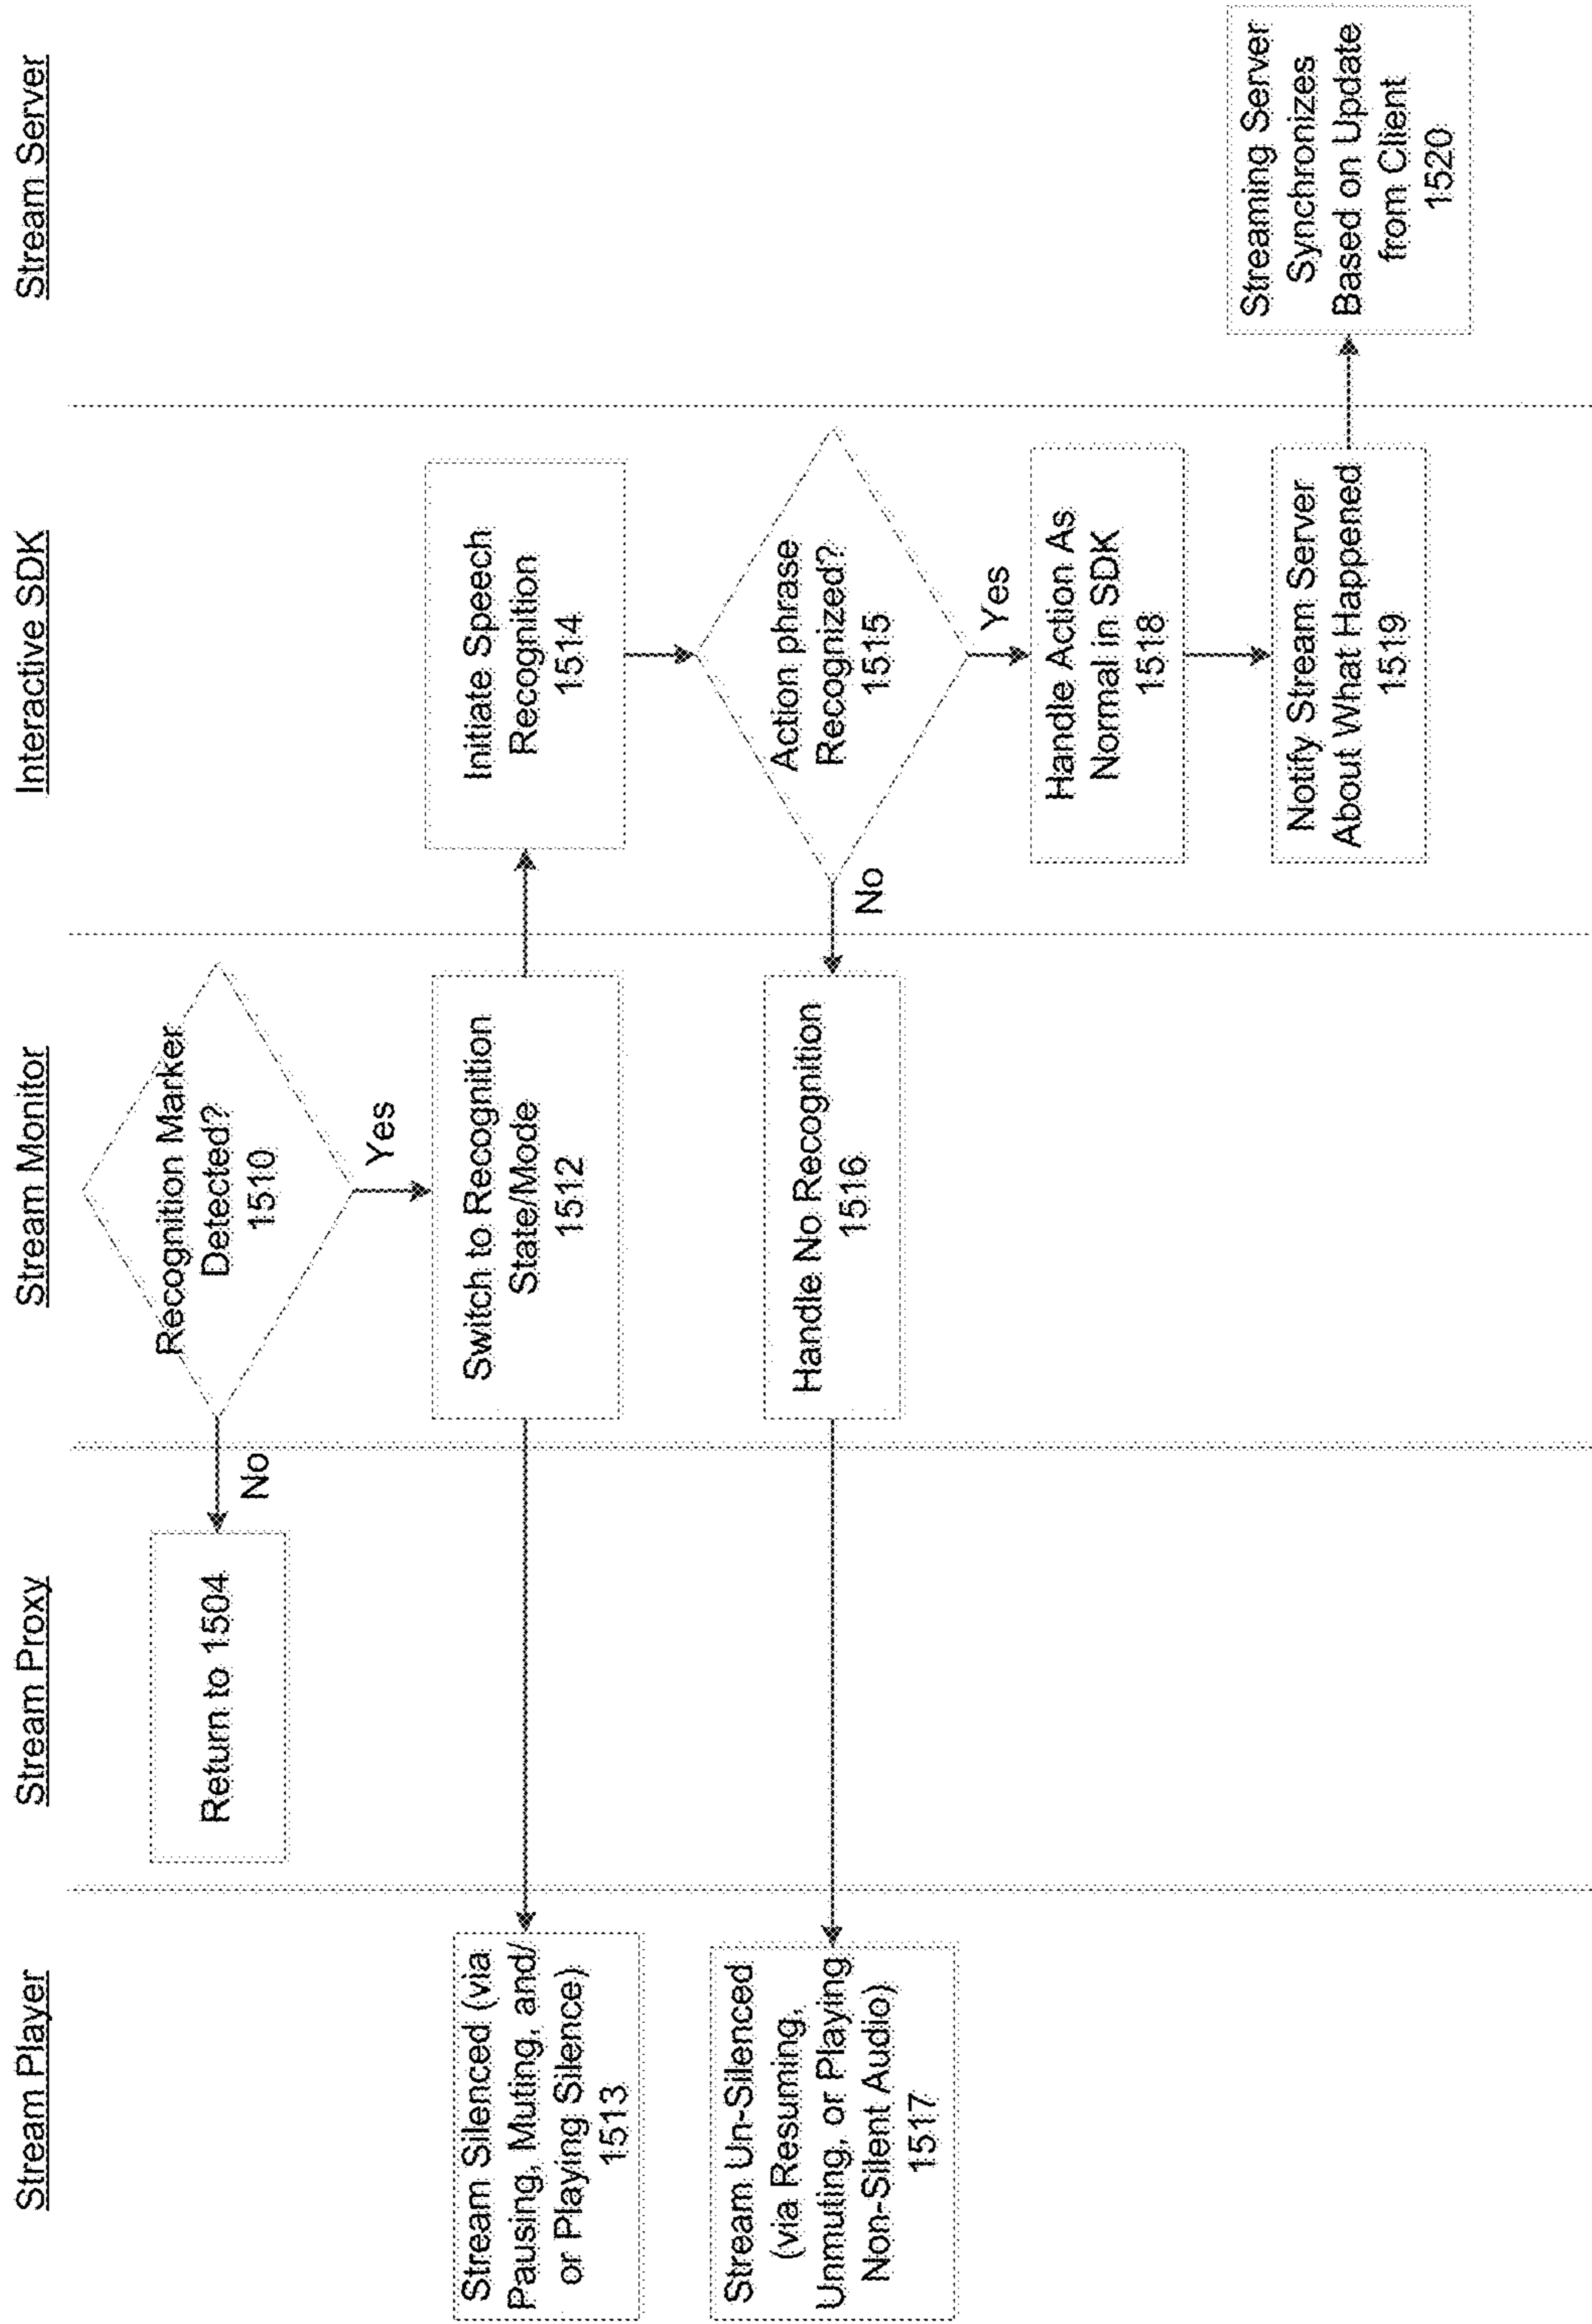 Stream Player
Stream Proxy
Stream Monitor
Interactive SDK
Stream Server
Return to 1504
No
Recognition Marker
Detected?
1510
Yes
Stream Silenced (via
Pausing, Muting, and/
or Playing Silence)
1513
Switch to Recognition
State/Mode
1512
Initiate Speech
Recognition
1514
Stream Un-Silenced
(via Resuming,
Unmuting, or Playing
Non-Silent Audio)
1517
Handle No Recognition
1516
No
Action phrase
Recognized?
1515
Yes
Handle Action As
Normal in SDK
1518
Notify Stream Server
About What Happened
1519
Streaming Server
Synchronizes
Based on Update
from Client
1520